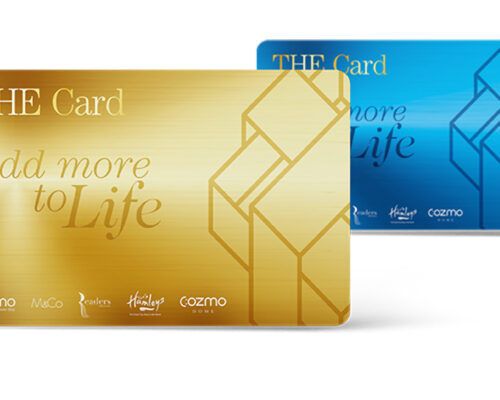 THE Card
dd more
to Life
mo
M&Co
Readers
Hamleys
COZMO
HOME
THE Card
more
Life
Readers
Hamleys
COZMO
HOME